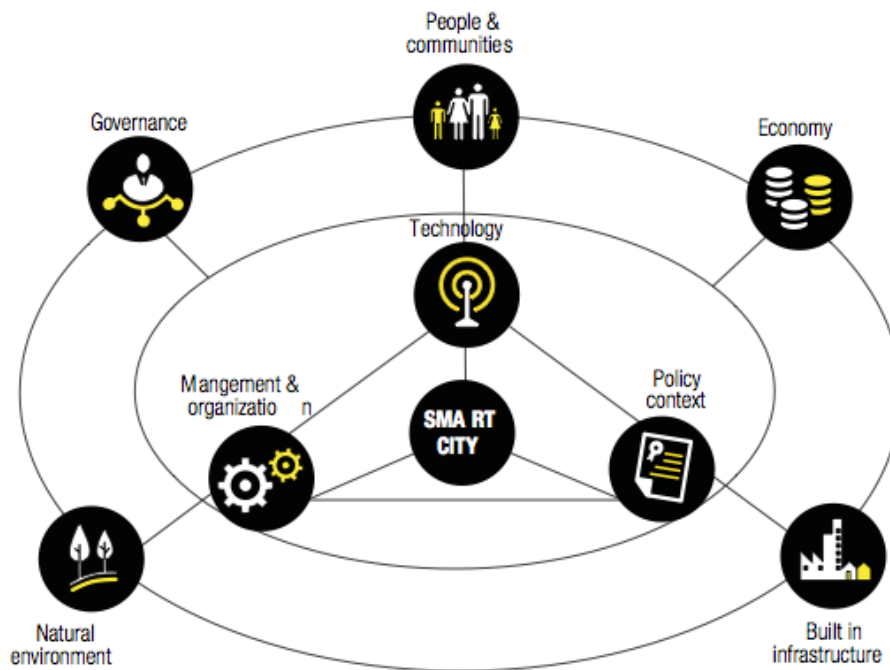 People &
communities
Governance
Economy
Technology
Mangement &
organizatio n
Policy
context
SMA RT
CITY
Natural
environment
Built in
infrastructure